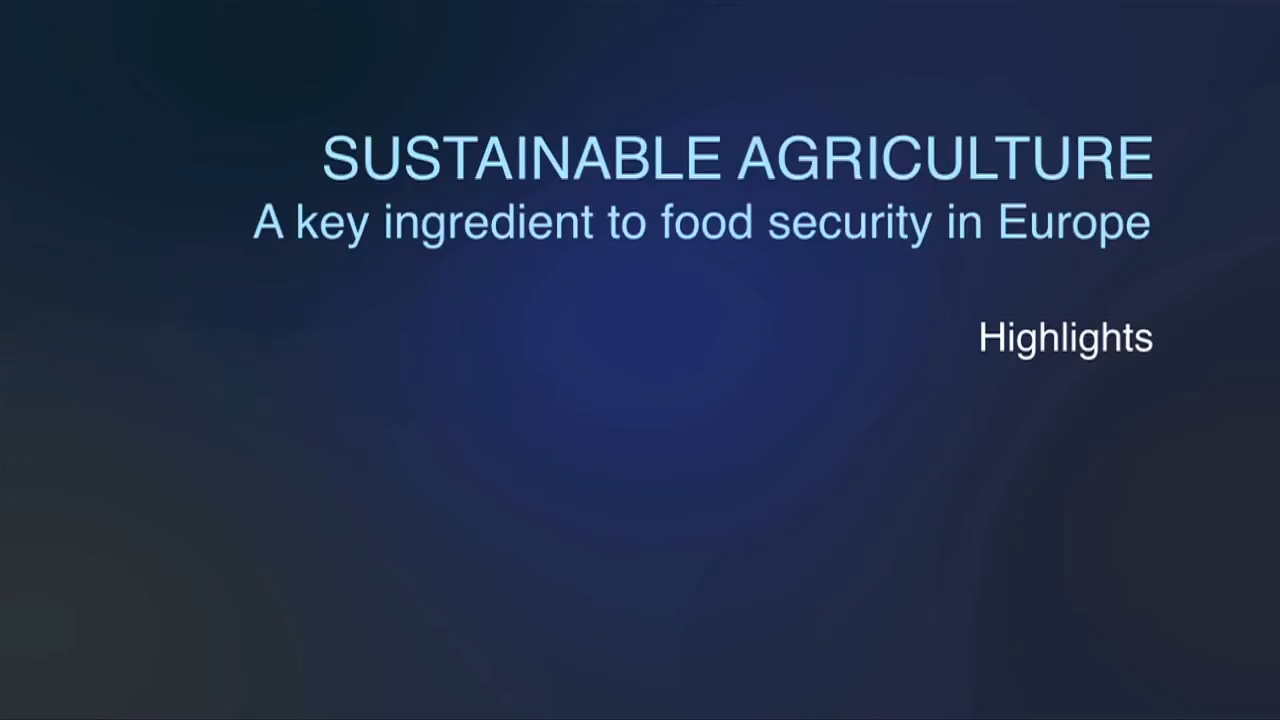 SUSTAINABLE AGRICULTURE
A key ingredient to food security in Europe
Highlights